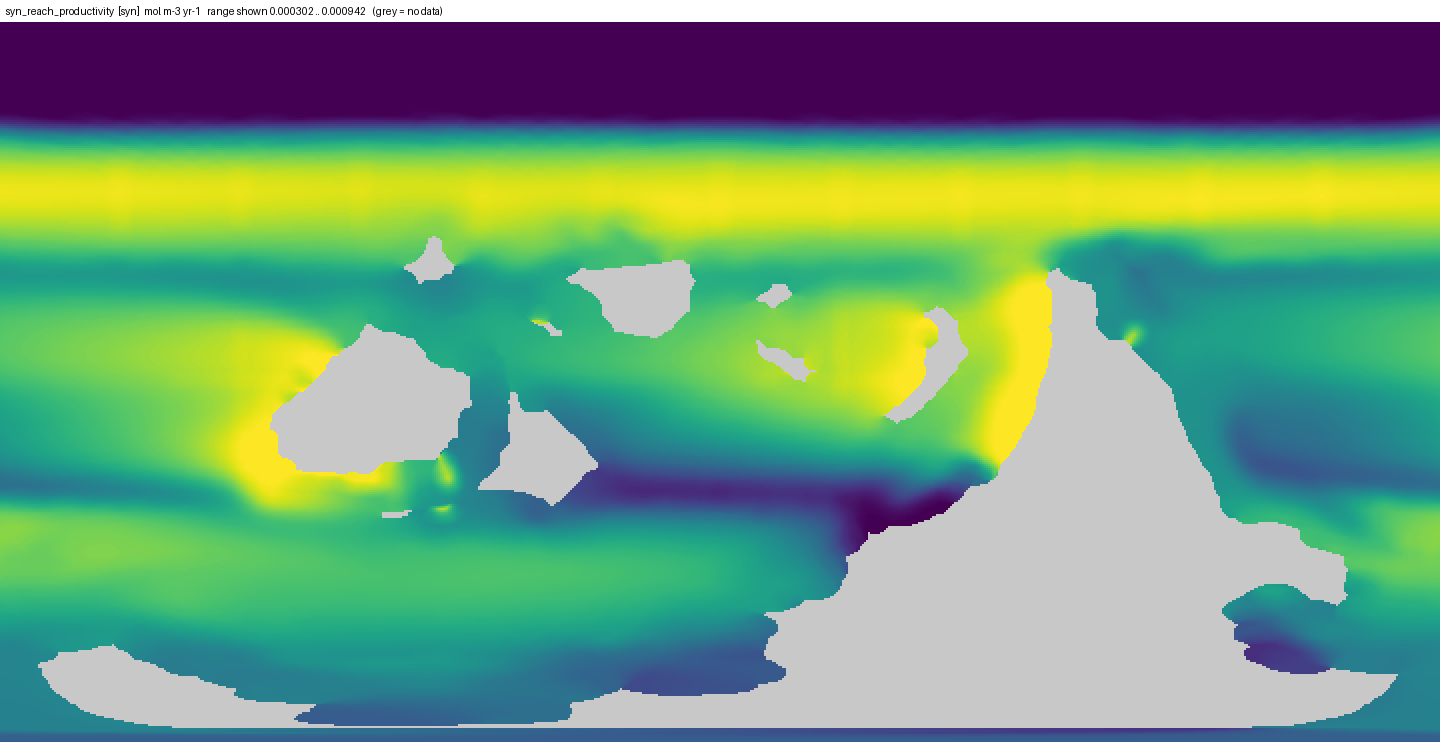 syn_reach_productivity [syn] mol m-3 yr-1 range shown 0.000302 .. 0.000942 (grey = no data)